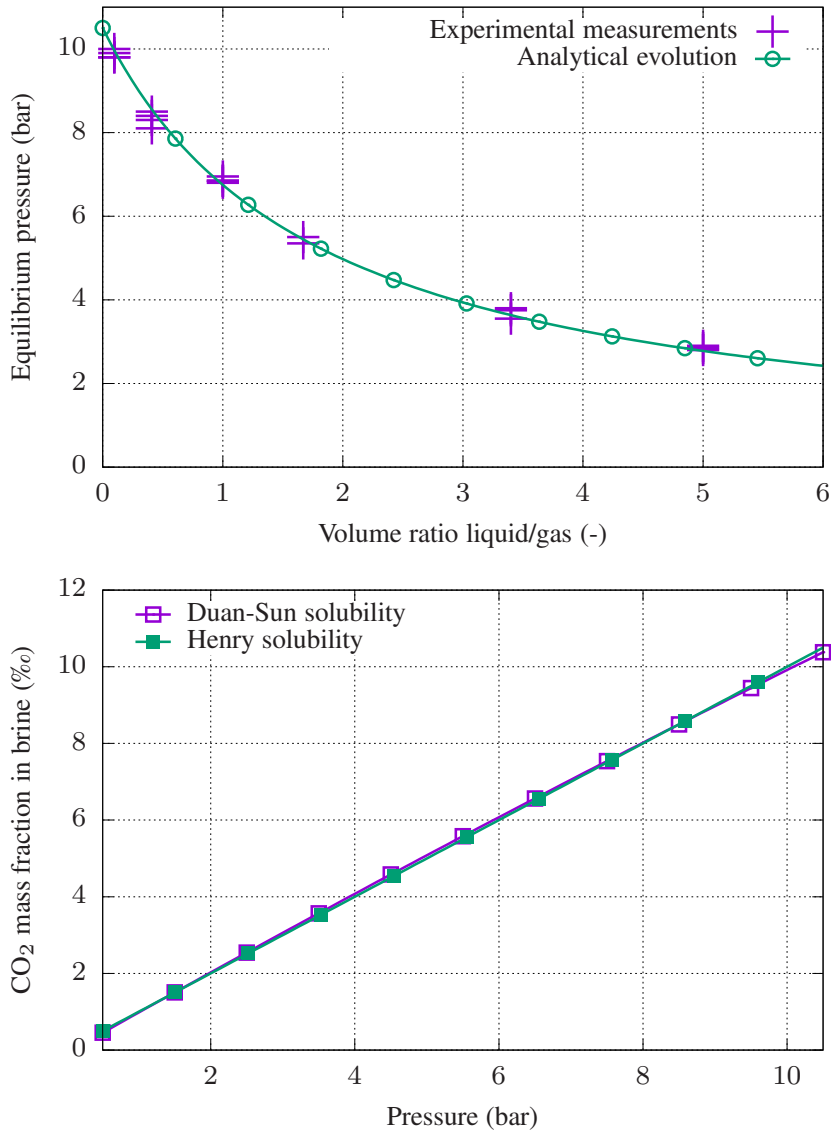 Experimental measurements
Analytical evolution
Equilibrium pressure (bar)
10
8
6
4
2
0
0 1 2 3 4 5 6
Volume ratio liquid/gas (-)
Duan-Sun solubility
Henry solubility
CO₂ mass fraction in brine (‰)
12
10
8
6
4
2
0
2 4 6 8 10
Pressure (bar)